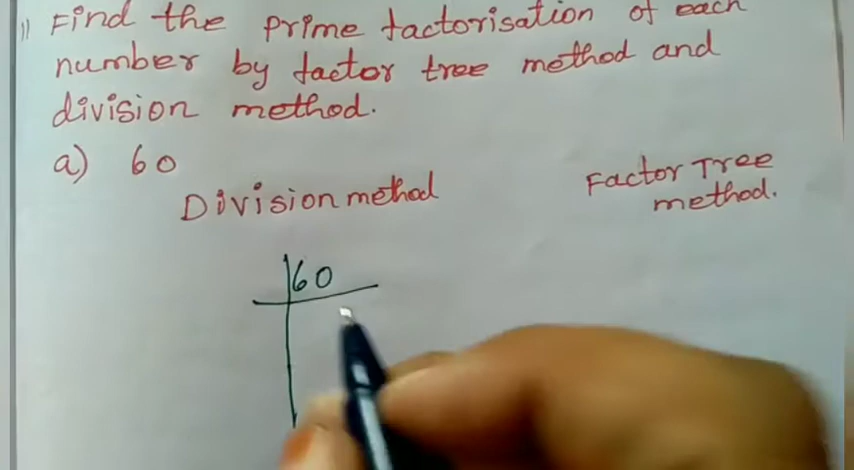 1) Find the prime factorisation of each
number by factor tree method and
division method.
a) 60
Division method
Factor Tree
method.
60